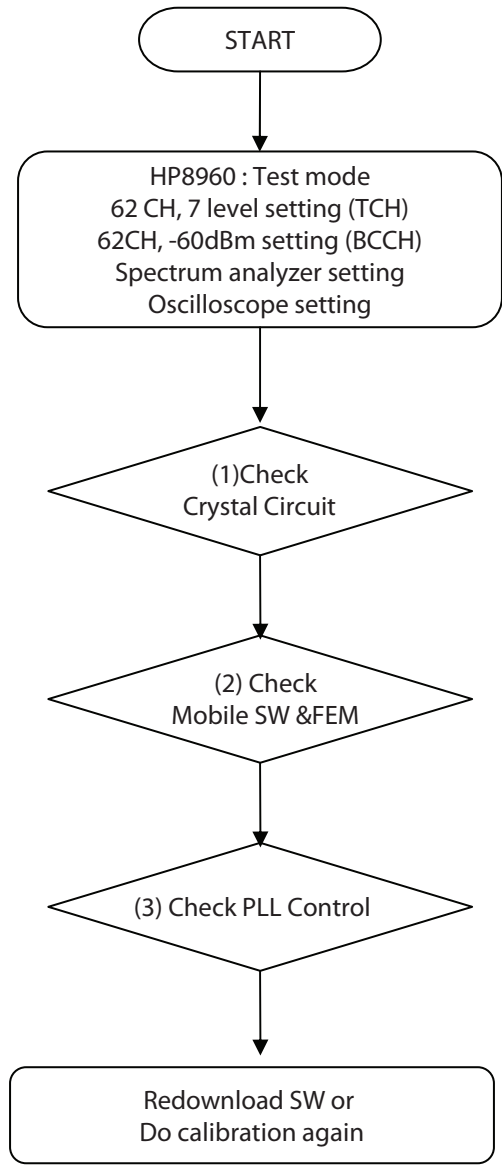 START
HP8960 : Test mode
62 CH, 7 level setting (TCH)
62CH, -60dBm setting (BCCH)
Spectrum analyzer setting
Oscilloscope setting
(1)Check
Crystal Circuit
(2) Check
Mobile SW &FEM
(3) Check PLL Control
Redownload SW or
Do calibration again